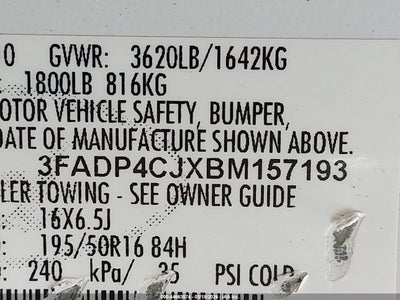 0 GVWR: 3620LB/1642KG
: 1800LB 816KG
OTOR VEHICLE SAFETY, BUMPER,
DATE OF MANUFACTURE SHOWN ABOVE.
3FADP4CJXBM157193
LER TOWING - SEE OWNER GUIDE
: 16X6.5J
: 195/50R16 84H
240 kPa/ 35 PSI COLD